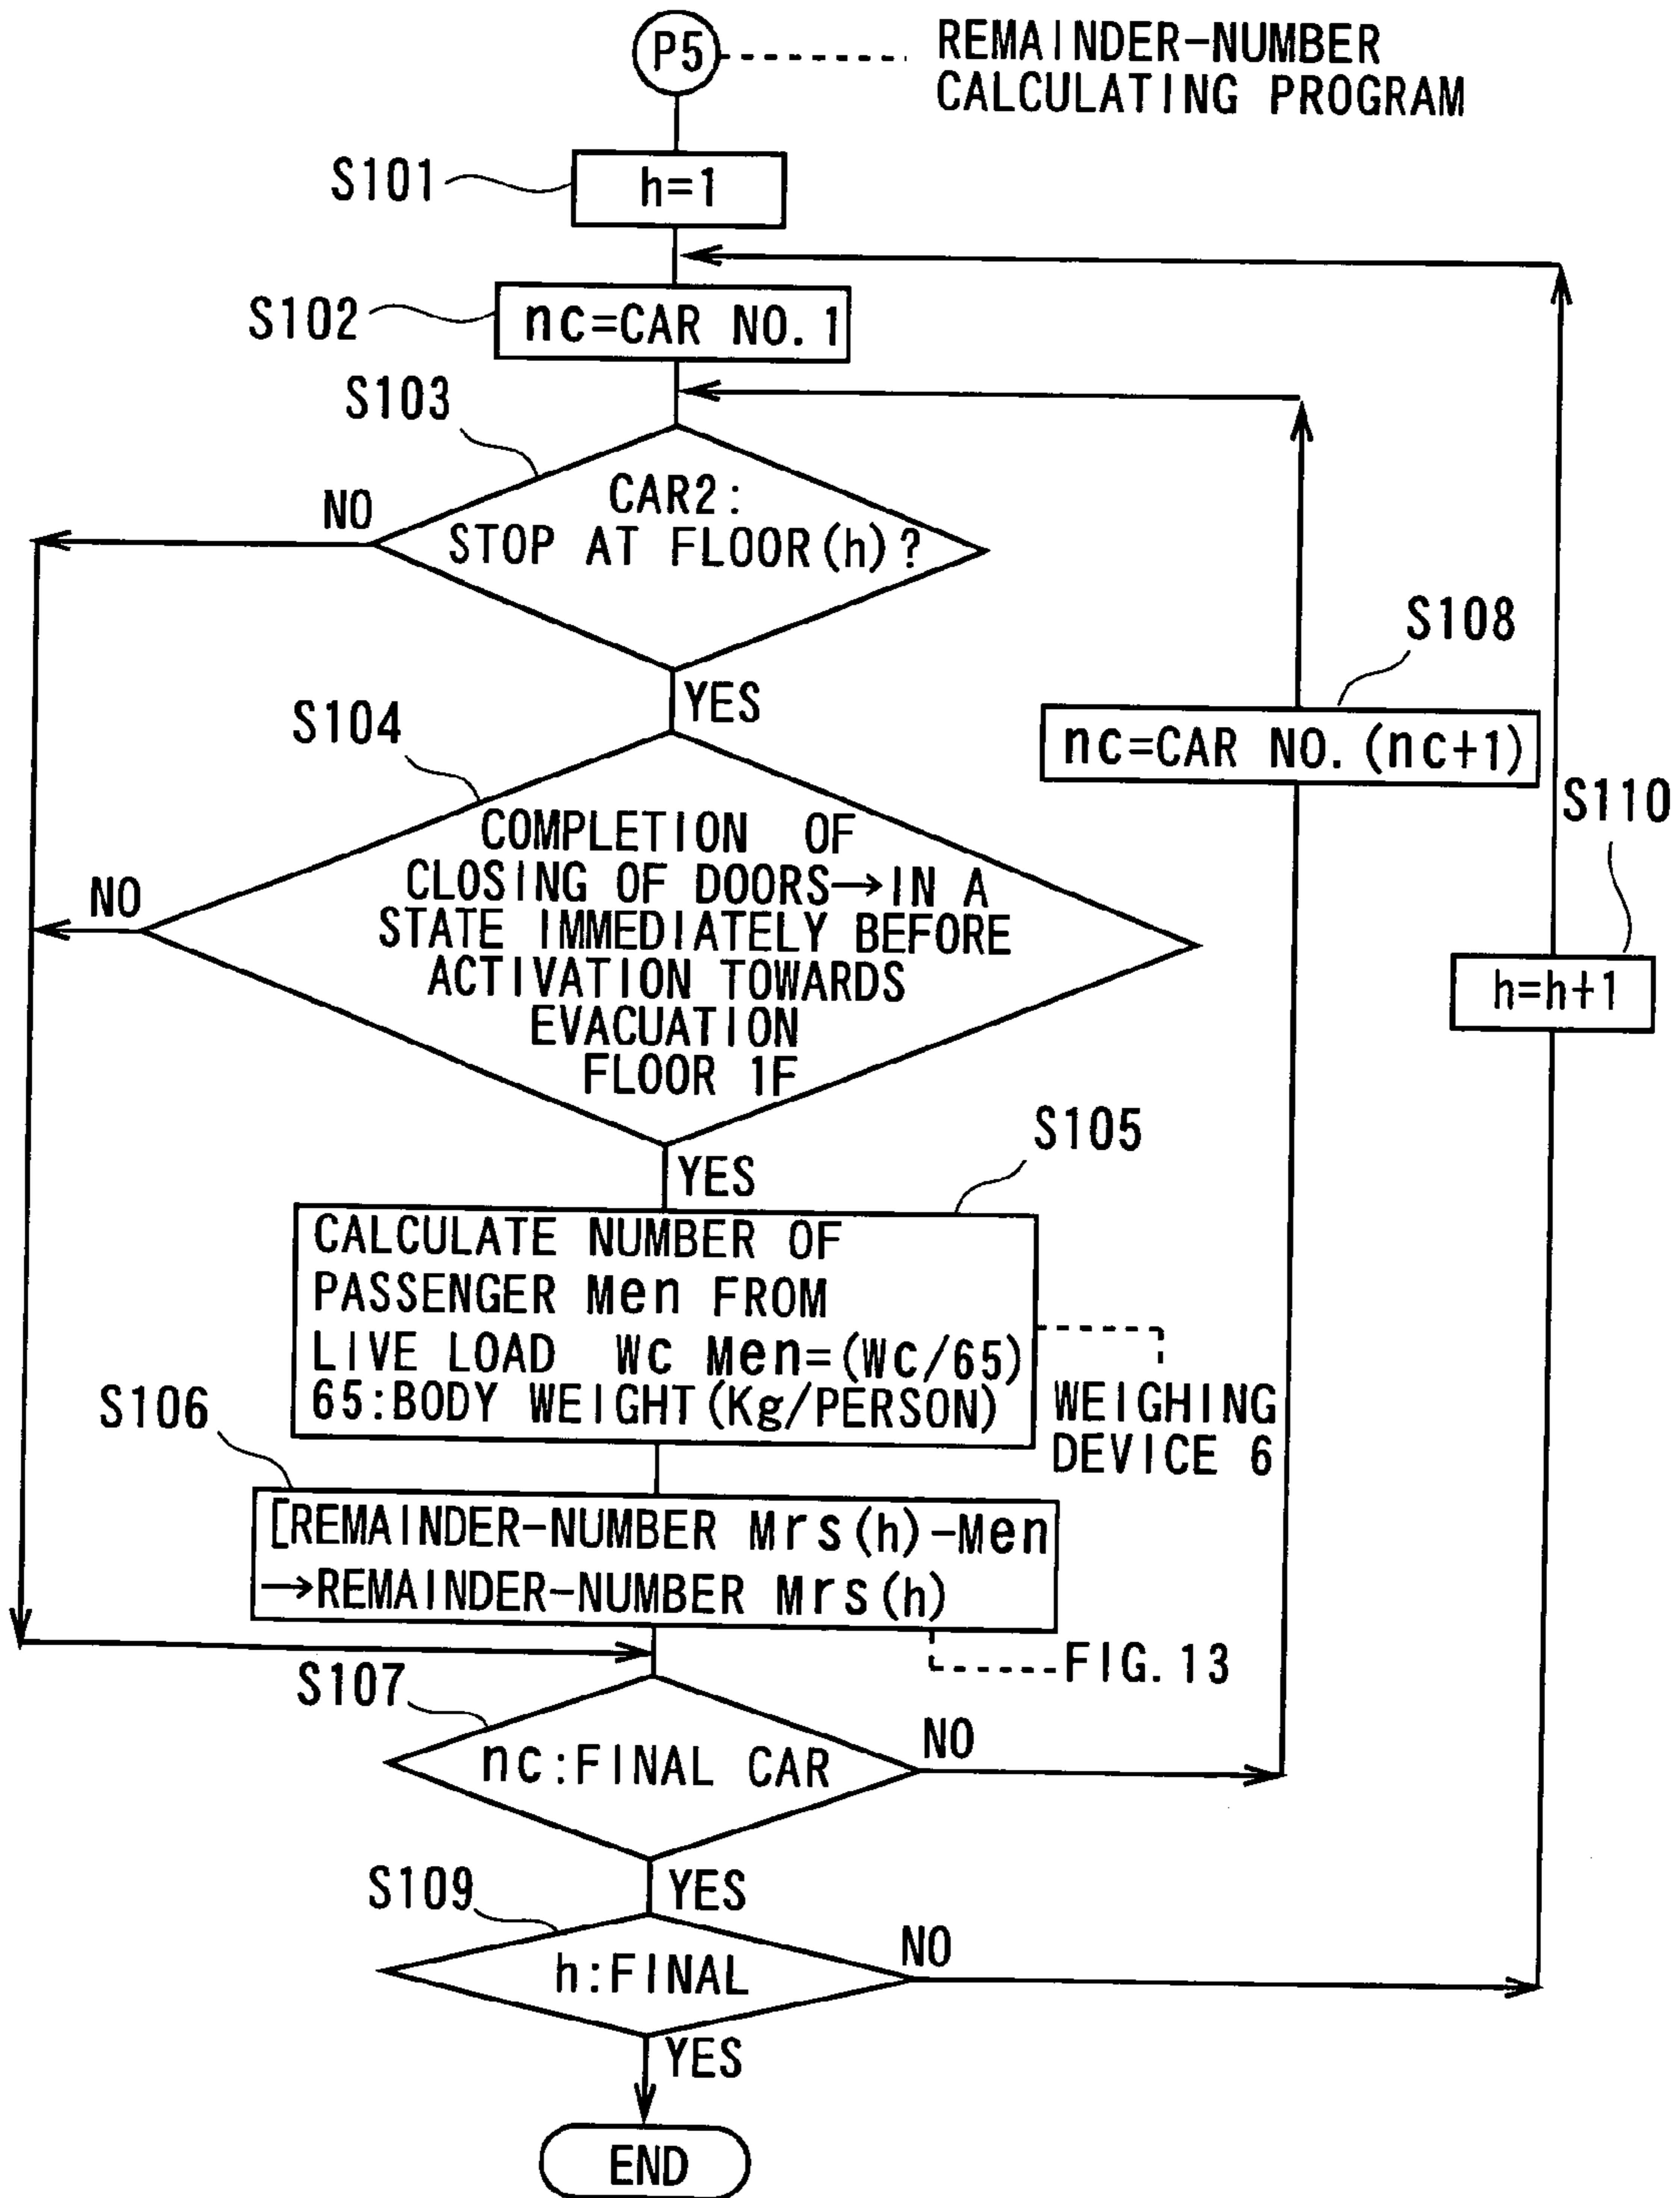 P5
REMAINDER-NUMBER
CALCULATING PROGRAM
S101
h=1
S102
nc=CAR NO.1
S103
CAR2:
STOP AT FLOOR(h)?
NO
YES
S108
nc=CAR NO.(nc+1)
S104
COMPLETION OF
CLOSING OF DOORS→IN A
STATE IMMEDIATELY BEFORE
ACTIVATION TOWARDS
EVACUATION
FLOOR 1F
NO
YES
S110
h=h+1
S105
CALCULATE NUMBER OF
PASSENGER Men FROM
LIVE LOAD Wc Men=(Wc/65)
65:BODY WEIGHT(Kg/PERSON)
WEIGHING
DEVICE 6
S106
[REMAINDER-NUMBER Mrs(h)-Men
→REMAINDER-NUMBER Mrs(h)
FIG.13
S107
nc:FINAL CAR
NO
YES
S109
h:FINAL
NO
YES
END